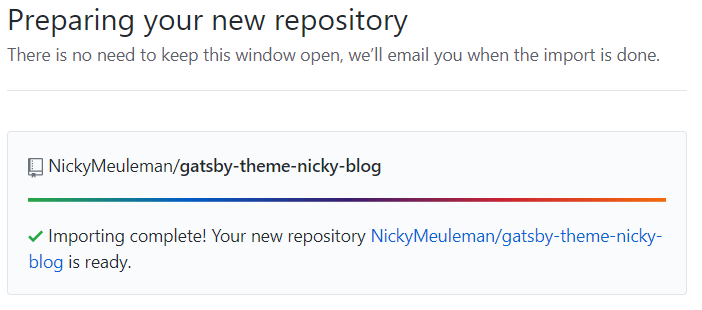 Preparing your new repository
There is no need to keep this window open, we’ll email you when the import is done.
NickyMeuleman/gatsby-theme-nicky-blog
Importing complete! Your new repository NickyMeuleman/gatsby-theme-nicky-
blog is ready.